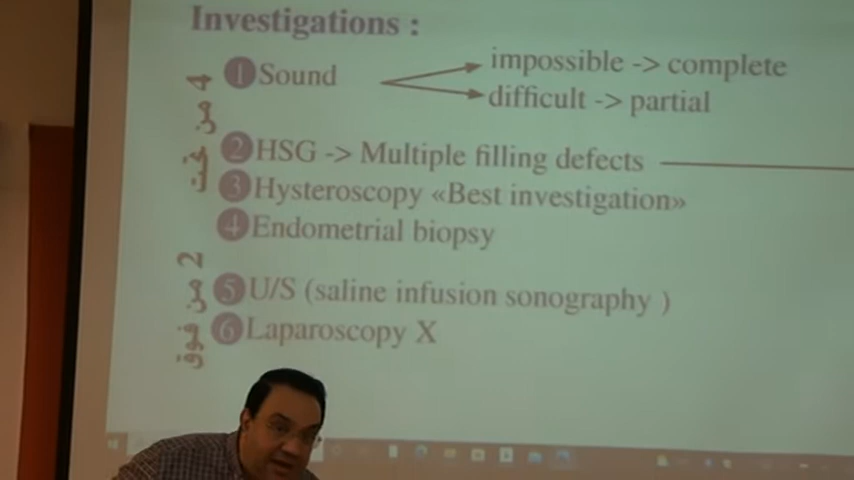 Investigations :
1 Sound
impossible -> complete
difficult -> partial
4 من تحت
2 HSG -> Multiple filling defects
3 Hysteroscopy «Best investigation»
4 Endometrial biopsy
2 من فوق
5 U/S (saline infusion sonography )
6 Laparoscopy X